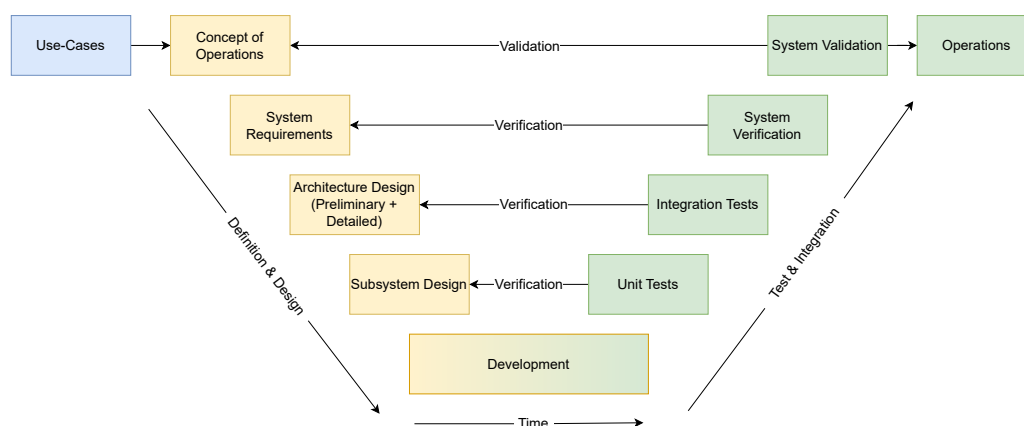 Use-Cases
Concept of
Operations
Validation
System Validation
Operations
System
Requirements
Verification
System
Verification
Architecture Design
(Preliminary +
Detailed)
Verification
Integration Tests
Definition & Design
Test & Integration
Subsystem Design
Verification
Unit Tests
Development
Time